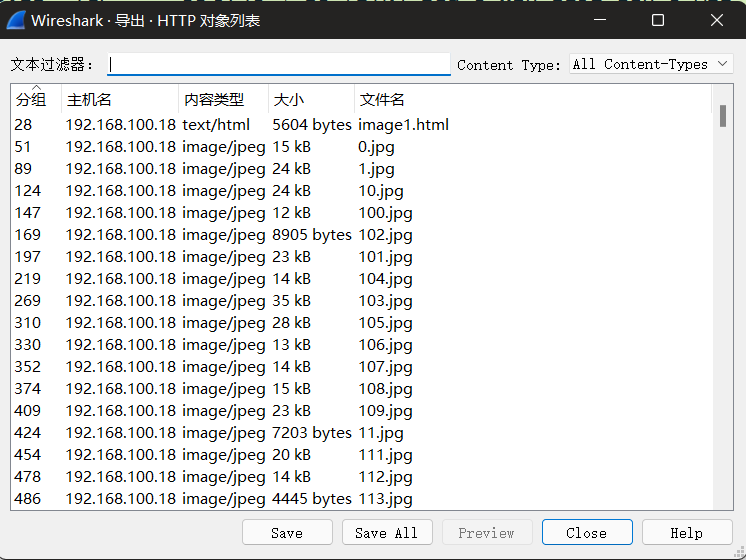 Wireshark · 导出 · HTTP 对象列表
文本过滤器： Content Type: All Content-Types
分组 主机名 内容类型 大小 文件名
28 192.168.100.18 text/html 5604 bytes image1.html
51 192.168.100.18 image/jpeg 15 kB 0.jpg
89 192.168.100.18 image/jpeg 24 kB 1.jpg
124 192.168.100.18 image/jpeg 24 kB 10.jpg
147 192.168.100.18 image/jpeg 12 kB 100.jpg
169 192.168.100.18 image/jpeg 8905 bytes 102.jpg
197 192.168.100.18 image/jpeg 23 kB 101.jpg
219 192.168.100.18 image/jpeg 14 kB 104.jpg
269 192.168.100.18 image/jpeg 35 kB 103.jpg
310 192.168.100.18 image/jpeg 28 kB 105.jpg
330 192.168.100.18 image/jpeg 13 kB 106.jpg
352 192.168.100.18 image/jpeg 14 kB 107.jpg
374 192.168.100.18 image/jpeg 15 kB 108.jpg
409 192.168.100.18 image/jpeg 23 kB 109.jpg
424 192.168.100.18 image/jpeg 7203 bytes 11.jpg
454 192.168.100.18 image/jpeg 20 kB 111.jpg
478 192.168.100.18 image/jpeg 14 kB 112.jpg
486 192.168.100.18 image/jpeg 4445 bytes 113.jpg
Save Save All Preview Close Help